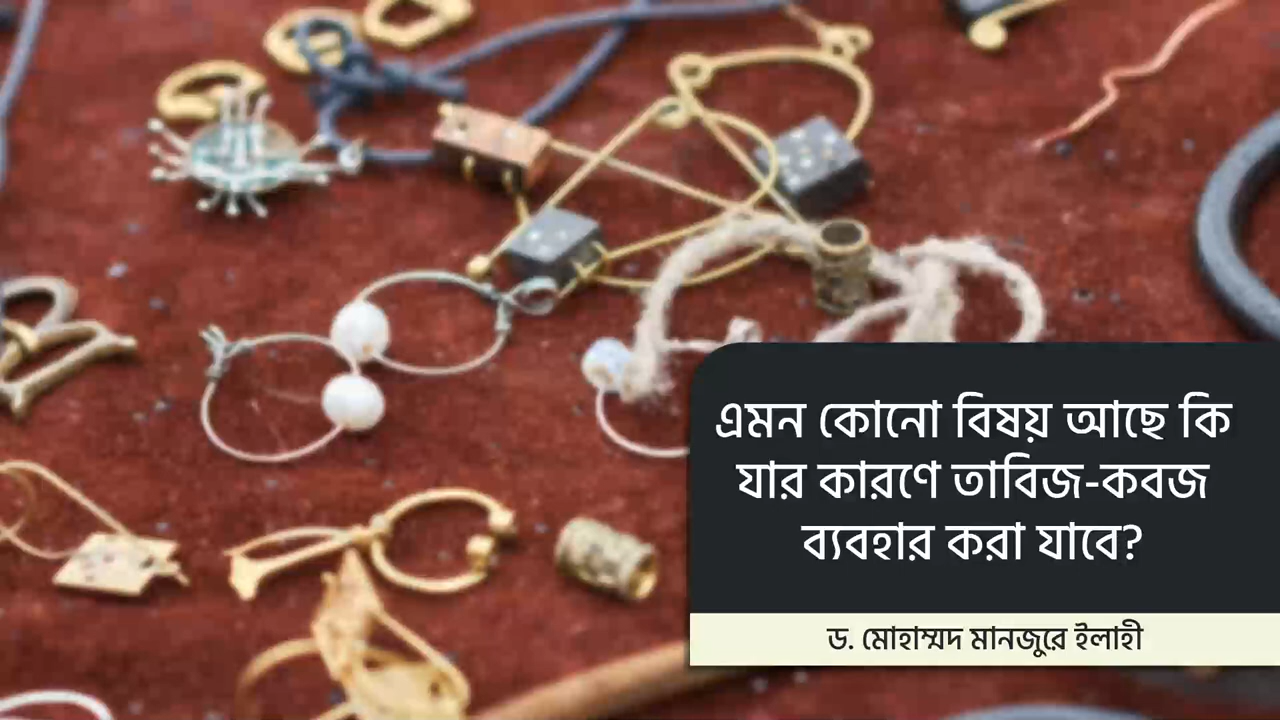 এমন কোনো বিষয় আছে কি
যার কারণে তাবিজ-কবজ
ব্যবহার করা যাবে?
ড. মোহাম্মদ মানজুরে ইলাহী